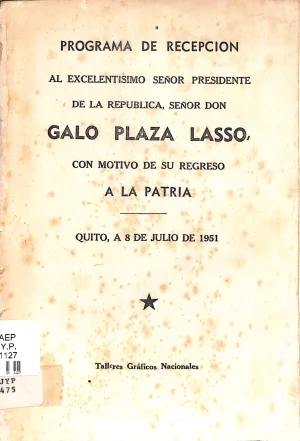 PROGRAMA DE RECEPCION
AL EXCELENTISIMO SEÑOR PRESIDENTE
DE LA REPUBLICA, SEÑOR DON
GALO PLAZA LASSO,
CON MOTIVO DE SU REGRESO
A LA PATRIA
QUITO, A 8 DE JULIO DE 1951
Talleres Gráficos Nacionales
AEP
Y.P.
1127
JYP
475